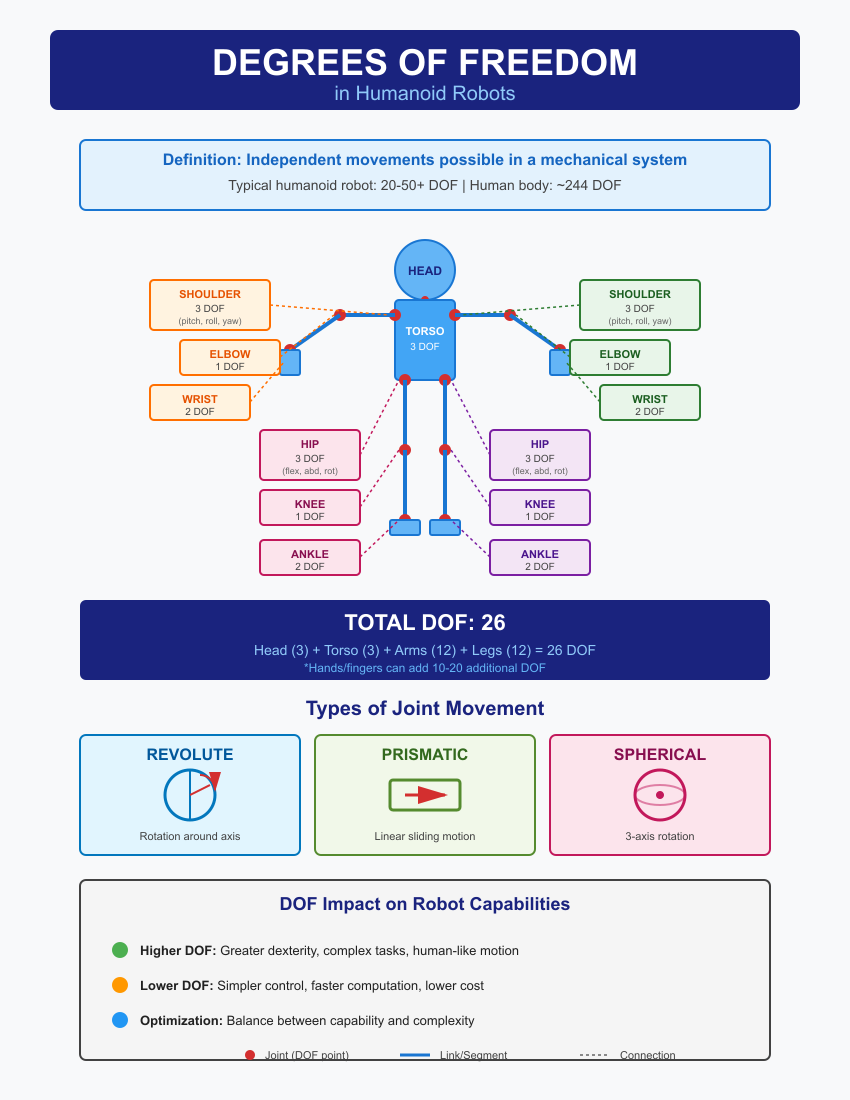 DEGREES OF FREEDOM
in Humanoid Robots
Definition: Independent movements possible in a mechanical system
Typical humanoid robot: 20-50+ DOF | Human body: ~244 DOF
HEAD
TORSO
3 DOF
SHOULDER
3 DOF
(pitch, roll, yaw)
ELBOW
1 DOF
WRIST
2 DOF
SHOULDER
3 DOF
(pitch, roll, yaw)
ELBOW
1 DOF
WRIST
2 DOF
HIP
3 DOF
(flex, abd, rot)
KNEE
1 DOF
ANKLE
2 DOF
HIP
3 DOF
(flex, abd, rot)
KNEE
1 DOF
ANKLE
2 DOF
TOTAL DOF: 26
Head (3) + Torso (3) + Arms (12) + Legs (12) = 26 DOF
*Hands/fingers can add 10-20 additional DOF
Types of Joint Movement
REVOLUTE
Rotation around axis
PRISMATIC
Linear sliding motion
SPHERICAL
3-axis rotation
DOF Impact on Robot Capabilities
Higher DOF: Greater dexterity, complex tasks, human-like motion
Lower DOF: Simpler control, faster computation, lower cost
Optimization: Balance between capability and complexity
Joint (DOF point)
Link/Segment
Connection